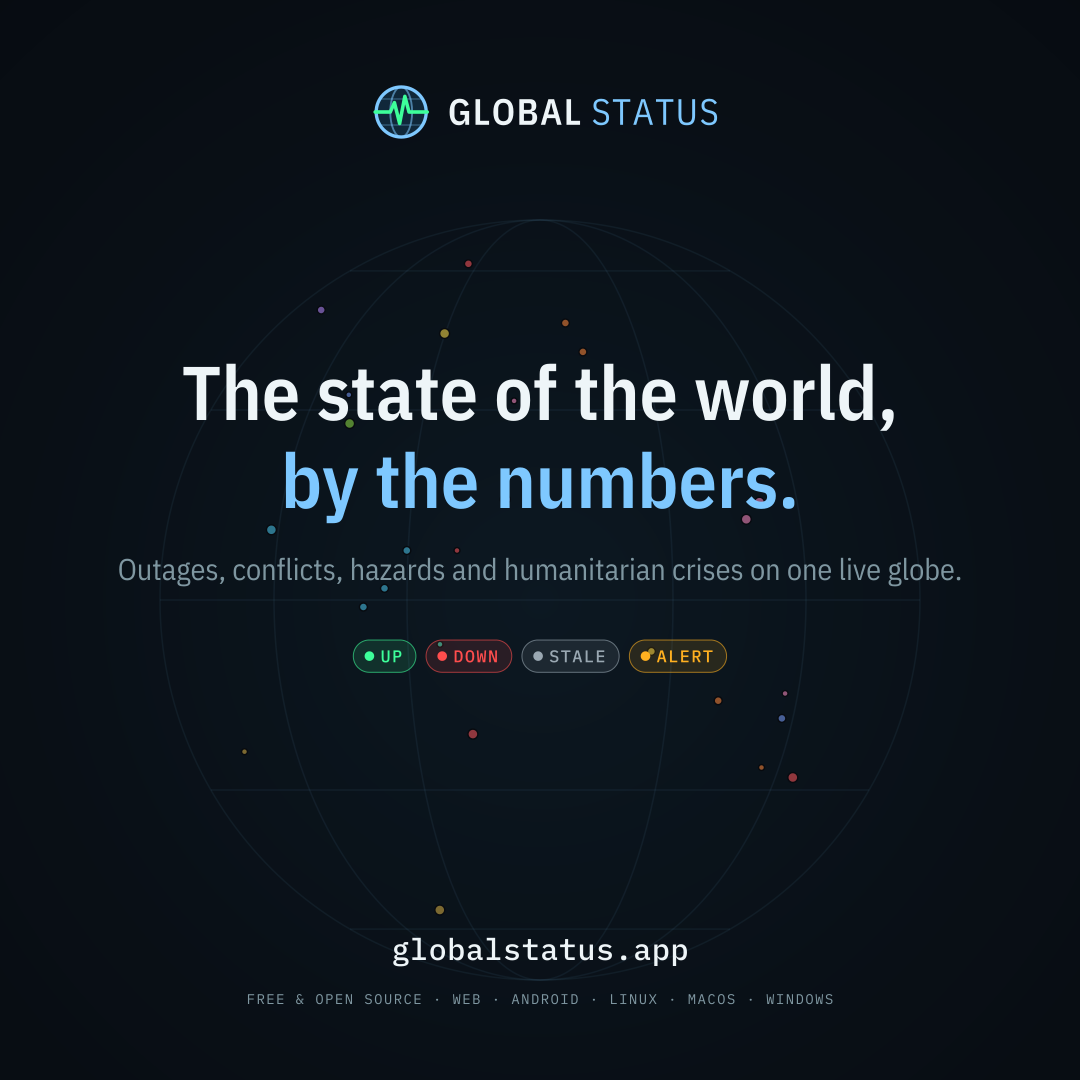 GLOBAL STATUS
The state of the world,
by the numbers.
Outages, conflicts, hazards and humanitarian crises on one live globe.
UP DOWN STALE ALERT
globalstatus.app
FREE & OPEN SOURCE · WEB · ANDROID · LINUX · MACOS · WINDOWS